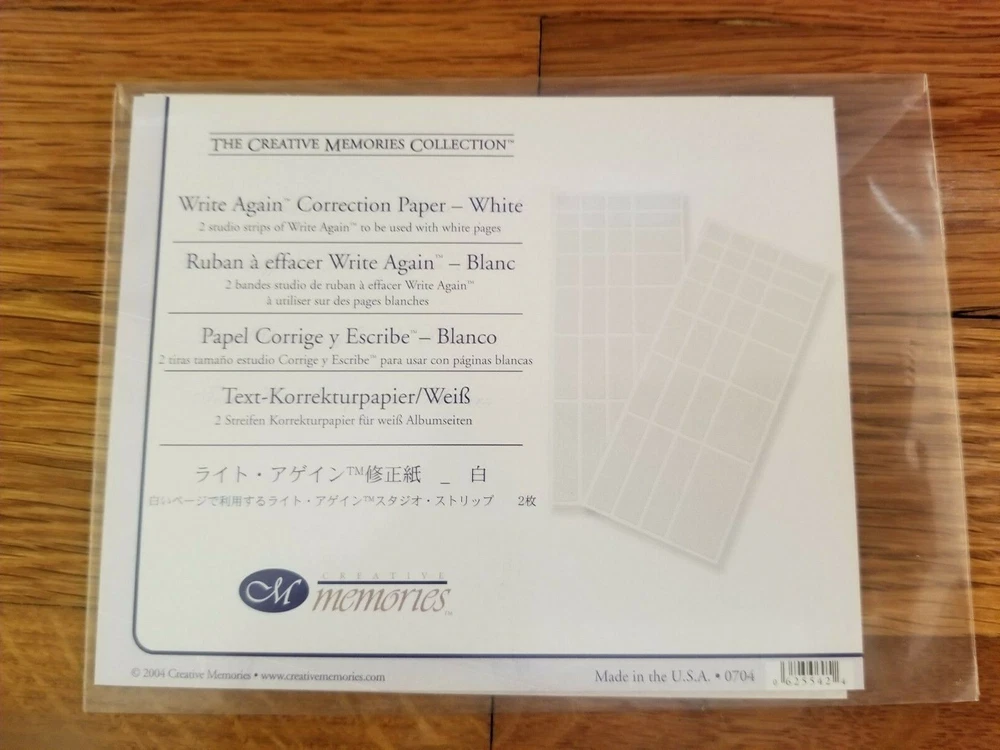 THE CREATIVE MEMORIES COLLECTION™
Write Again™ Correction Paper – White
2 studio strips of Write Again™ to be used with white pages
Ruban à effacer Write Again™ – Blanc
2 bandes studio de ruban à effacer Write Again™
à utiliser sur des pages blanches
Papel Corrige y Escribe™ – Blanco
2 tiras tamaño estudio Corrige y Escribe™ para usar con páginas blancas
Text-Korrekturpapier/Weiß
2 Streifen Korrekturpapier für weiß Albumseiten
ライト・アゲイン™修正紙 _ 白
白いページで利用するライト・アゲイン™スタジオ・ストリップ 2枚
CM CREATIVE
memories™
© 2004 Creative Memories • www.creativememories.com
Made in the U.S.A. • 0704
0 625542 4